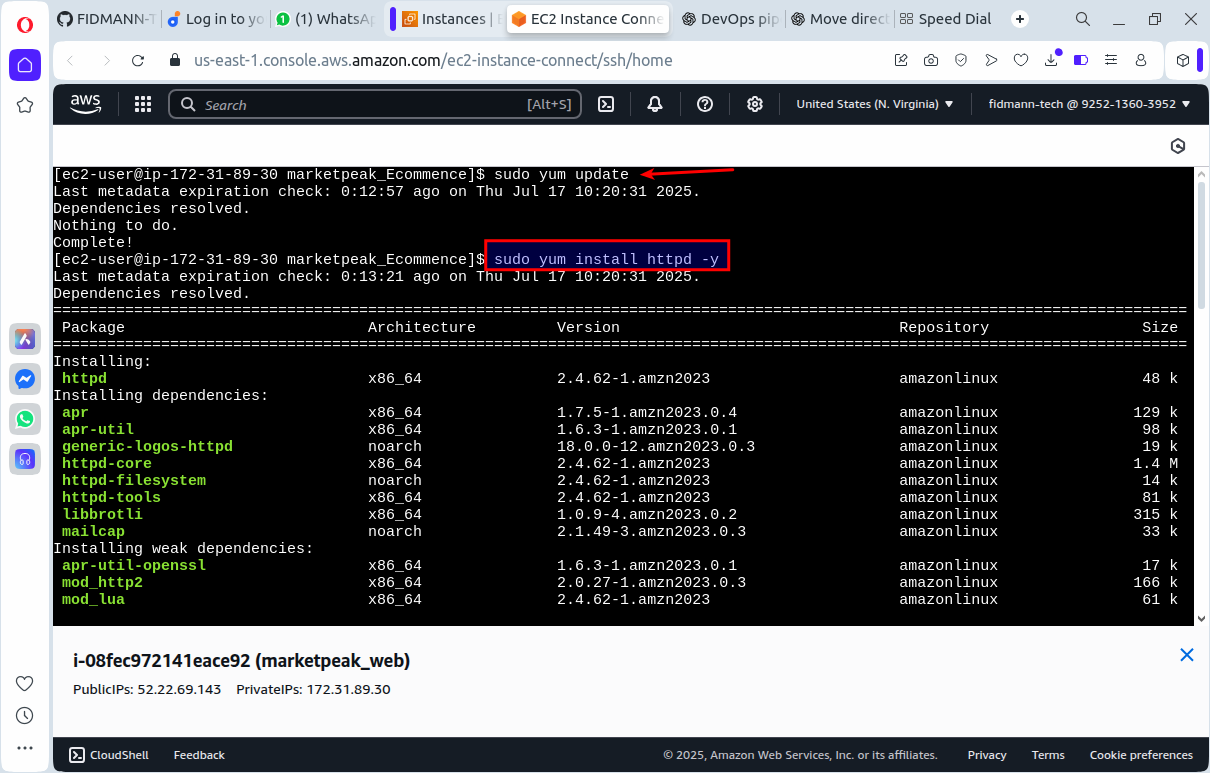 FIDMANN-T
Log in to yo
(1) WhatsAp
Instances | E
EC2 Instance Conne
DevOps pip
Move direct
Speed Dial
us-east-1.console.aws.amazon.com/ec2-instance-connect/ssh/home
aws
Search
[Alt+S]
United States (N. Virginia)
fidmann-tech @ 9252-1360-3952
[ec2-user@ip-172-31-89-30 marketpeak_Ecommence]$ sudo yum update
Last metadata expiration check: 0:12:57 ago on Thu Jul 17 10:20:31 2025.
Dependencies resolved.
Nothing to do.
Complete!
[ec2-user@ip-172-31-89-30 marketpeak_Ecommence]$ sudo yum install httpd -y
Last metadata expiration check: 0:13:21 ago on Thu Jul 17 10:20:31 2025.
Dependencies resolved.
Package Architecture Version Repository Size
Installing:
httpd x86_64 2.4.62-1.amzn2023 amazonlinux 48 k
Installing dependencies:
apr x86_64 1.7.5-1.amzn2023.0.4 amazonlinux 129 k
apr-util x86_64 1.6.3-1.amzn2023.0.1 amazonlinux 98 k
generic-logos-httpd noarch 18.0.0-12.amzn2023.0.3 amazonlinux 19 k
httpd-core x86_64 2.4.62-1.amzn2023 amazonlinux 1.4 M
httpd-filesystem noarch 2.4.62-1.amzn2023 amazonlinux 14 k
httpd-tools x86_64 2.4.62-1.amzn2023 amazonlinux 81 k
libbrotli x86_64 1.0.9-4.amzn2023.0.2 amazonlinux 315 k
mailcap noarch 2.1.49-3.amzn2023.0.3 amazonlinux 33 k
Installing weak dependencies:
apr-util-openssl x86_64 1.6.3-1.amzn2023.0.1 amazonlinux 17 k
mod_http2 x86_64 2.0.27-1.amzn2023.0.3 amazonlinux 166 k
mod_lua x86_64 2.4.62-1.amzn2023 amazonlinux 61 k
i-08fec972141eace92 (marketpeak_web)
PublicIPs: 52.22.69.143 PrivateIPs: 172.31.89.30
CloudShell
Feedback
© 2025, Amazon Web Services, Inc. or its affiliates.
Privacy
Terms
Cookie preferences